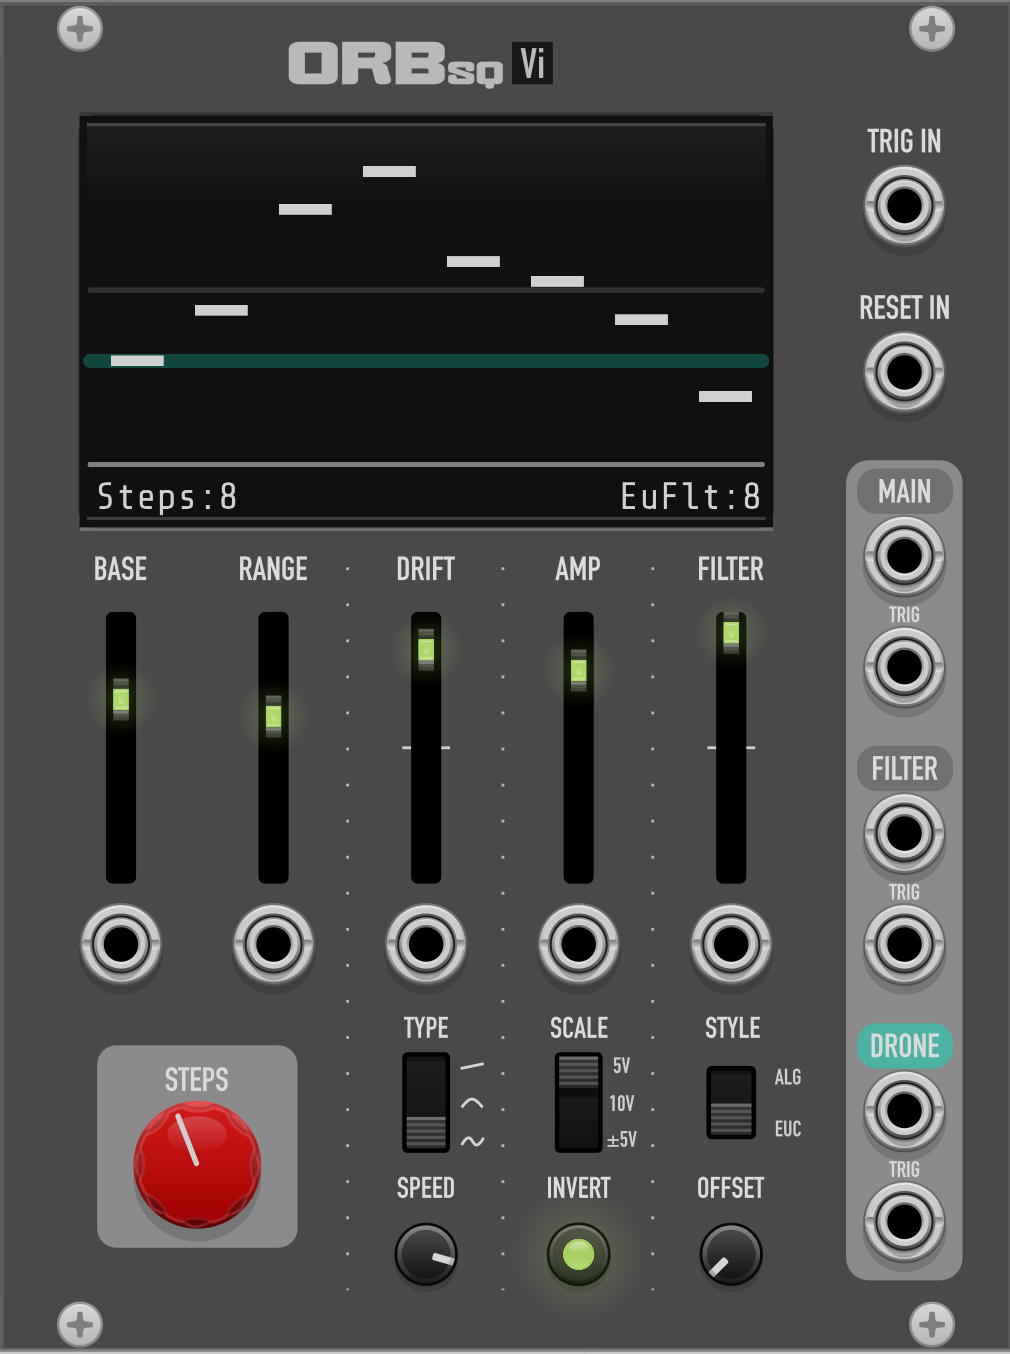 ORBsq Vi
TRIG IN
RESET IN
Steps:8 EuFlt:8
MAIN
TRIG
FILTER
TRIG
DRONE
TRIG
BASE RANGE DRIFT AMP FILTER
TYPE SCALE STYLE
5V
10V
±5V
ALG
EUC
STEPS
SPEED INVERT OFFSET